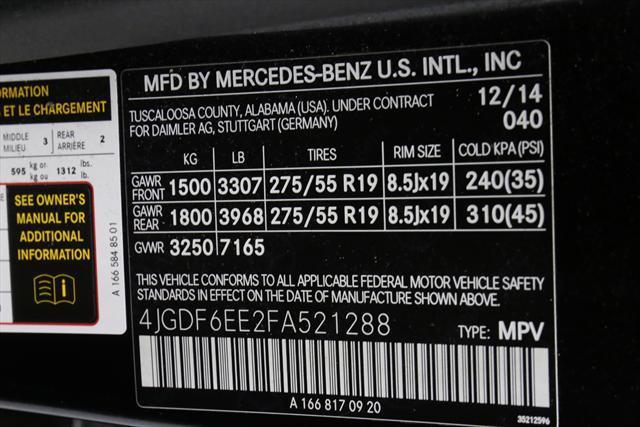 ORMATION
ET LE CHARGEMENT
MIDDLE
MILIEU 3
REAR
ARRIÈRE 2
595 kg or
kg ou 1312 lbs.
lb.
SEE OWNER'S
MANUAL FOR
ADDITIONAL
INFORMATION
A 166 584 85 01
MFD BY MERCEDES-BENZ U.S. INTL., INC
TUSCALOOSA COUNTY, ALABAMA (USA). UNDER CONTRACT
FOR DAIMLER AG, STUTTGART (GERMANY)
12/14
040
KG LB TIRES RIM SIZE COLD KPA (PSI)
GAWR
FRONT 1500 3307 275/55 R19 8.5Jx19 240(35)
GAWR
REAR 1800 3968 275/55 R19 8.5Jx19 310(45)
GVWR 3250 7165
THIS VEHICLE CONFORMS TO ALL APPLICABLE FEDERAL MOTOR VEHICLE SAFETY
STANDARDS IN EFFECT ON THE DATE OF MANUFACTURE SHOWN ABOVE.
4JGDF6EE2FA521288 TYPE: MPV
A 166 817 09 20
35212596